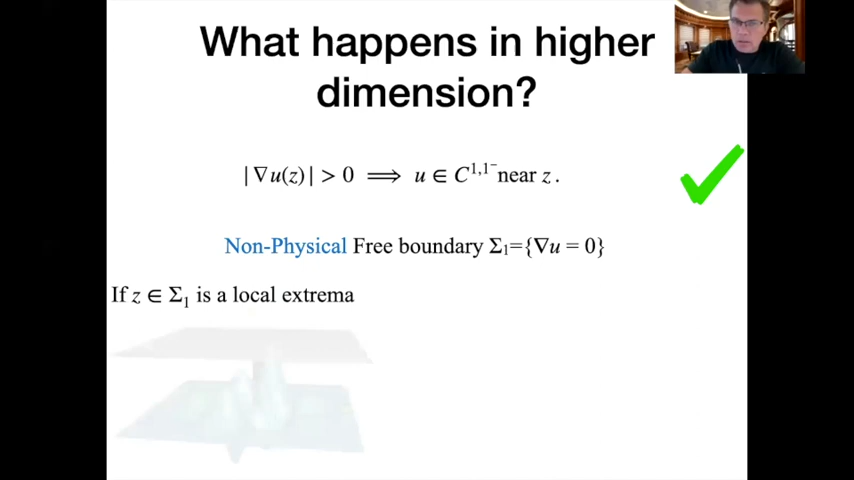 What happens in higher
dimension?
|∇u(z)| > 0 ⟹ u ∈ C^{1,1^-} near z.
Non-Physical Free boundary Σ₁={∇u = 0}
If z ∈ Σ₁ is a local extrema